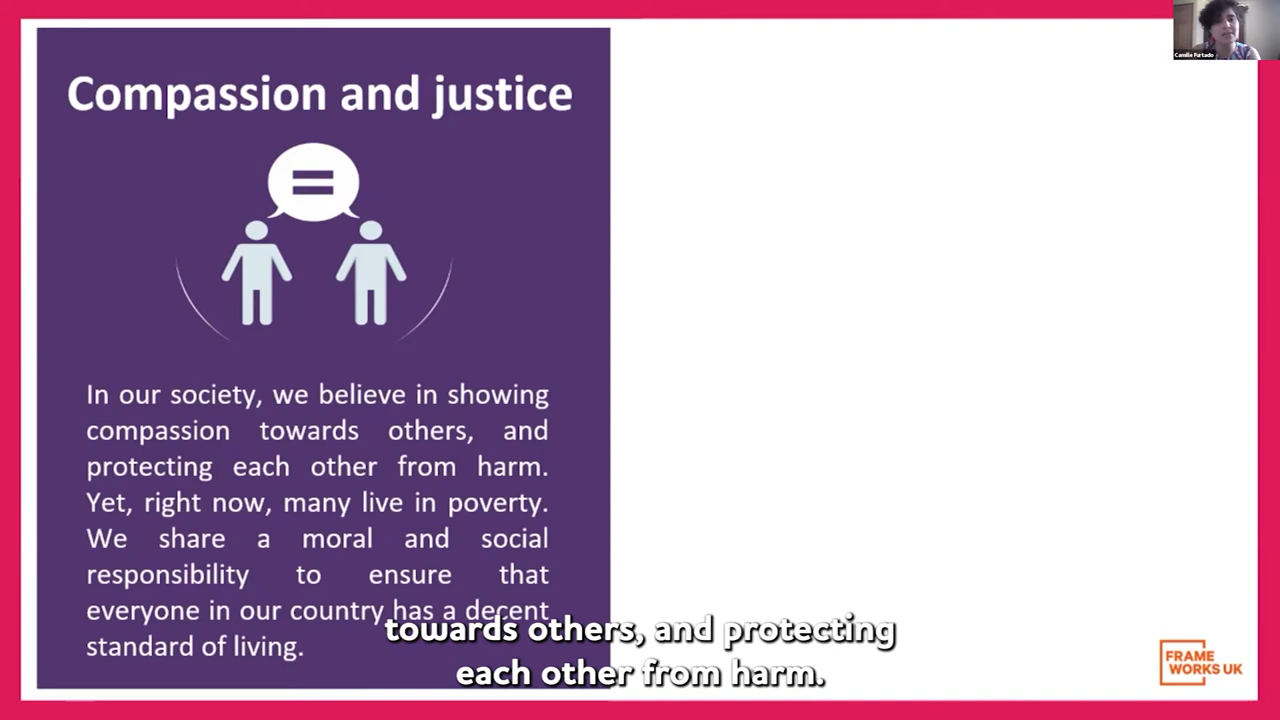 Compassion and justice
In our society, we believe in showing
compassion towards others, and
protecting each other from harm.
Yet, right now, many live in poverty.
We share a moral and social
responsibility to ensure that
everyone in our country has a decent
standard of living.
towards others, and protecting
each other from harm.
Camille Furtado
FRAME
WORKS UK